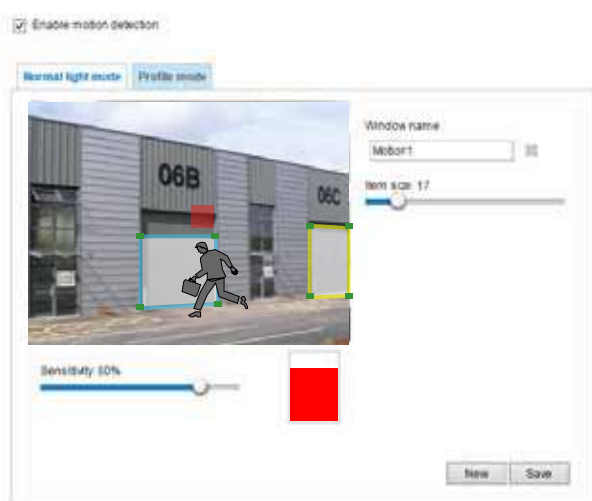 Enable motion detection
Normal light mode
Profile mode
06B
06C
Window name
Motion1
Item size: 17
Sensitivity: 80%
New
Save